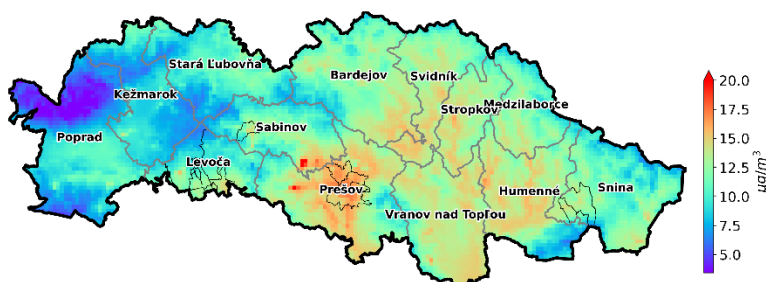 Stará Ľubovňa
Bardejov
Svidník
Kežmarok
Stropkov
Medzilaborce
Sabinov
Poprad
Levoča
Prešov
Humenné
Snina
Vranov nad Topľou
20.0
17.5
15.0
12.5
10.0
7.5
5.0
µg/m³